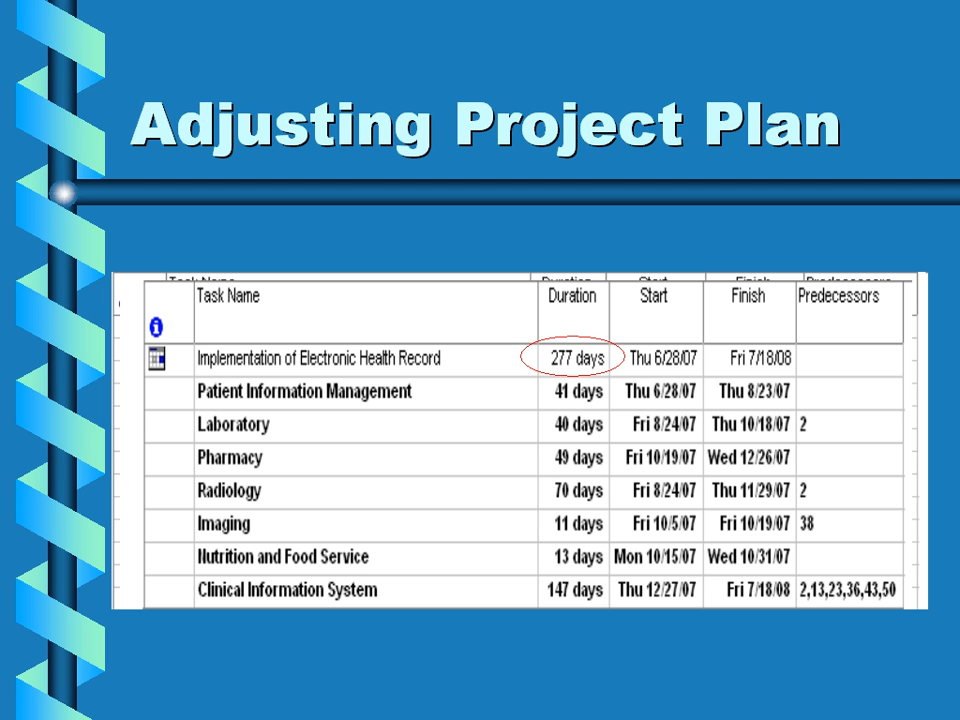 Adjusting Project Plan
Task Name Duration Start Finish Predecessors
Implementation of Electronic Health Record 277 days Thu 6/28/07 Fri 7/18/08
Patient Information Management 41 days Thu 6/28/07 Thu 8/23/07
Laboratory 40 days Fri 8/24/07 Thu 10/18/07 2
Pharmacy 49 days Fri 10/19/07 Wed 12/26/07
Radiology 70 days Fri 8/24/07 Thu 11/29/07 2
Imaging 11 days Fri 10/5/07 Fri 10/19/07 38
Nutrition and Food Service 13 days Mon 10/15/07 Wed 10/31/07
Clinical Information System 147 days Thu 12/27/07 Fri 7/18/08 2,13,23,36,43,50